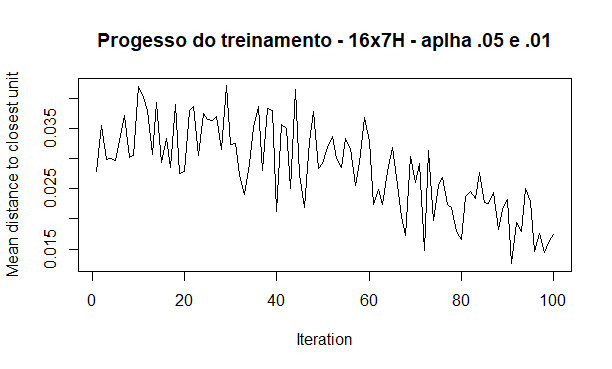 Progesso do treinamento - 16x7H - aplha .05 e .01
Mean distance to closest unit
0.035
0.025
0.015
0 20 40 60 80 100
Iteration